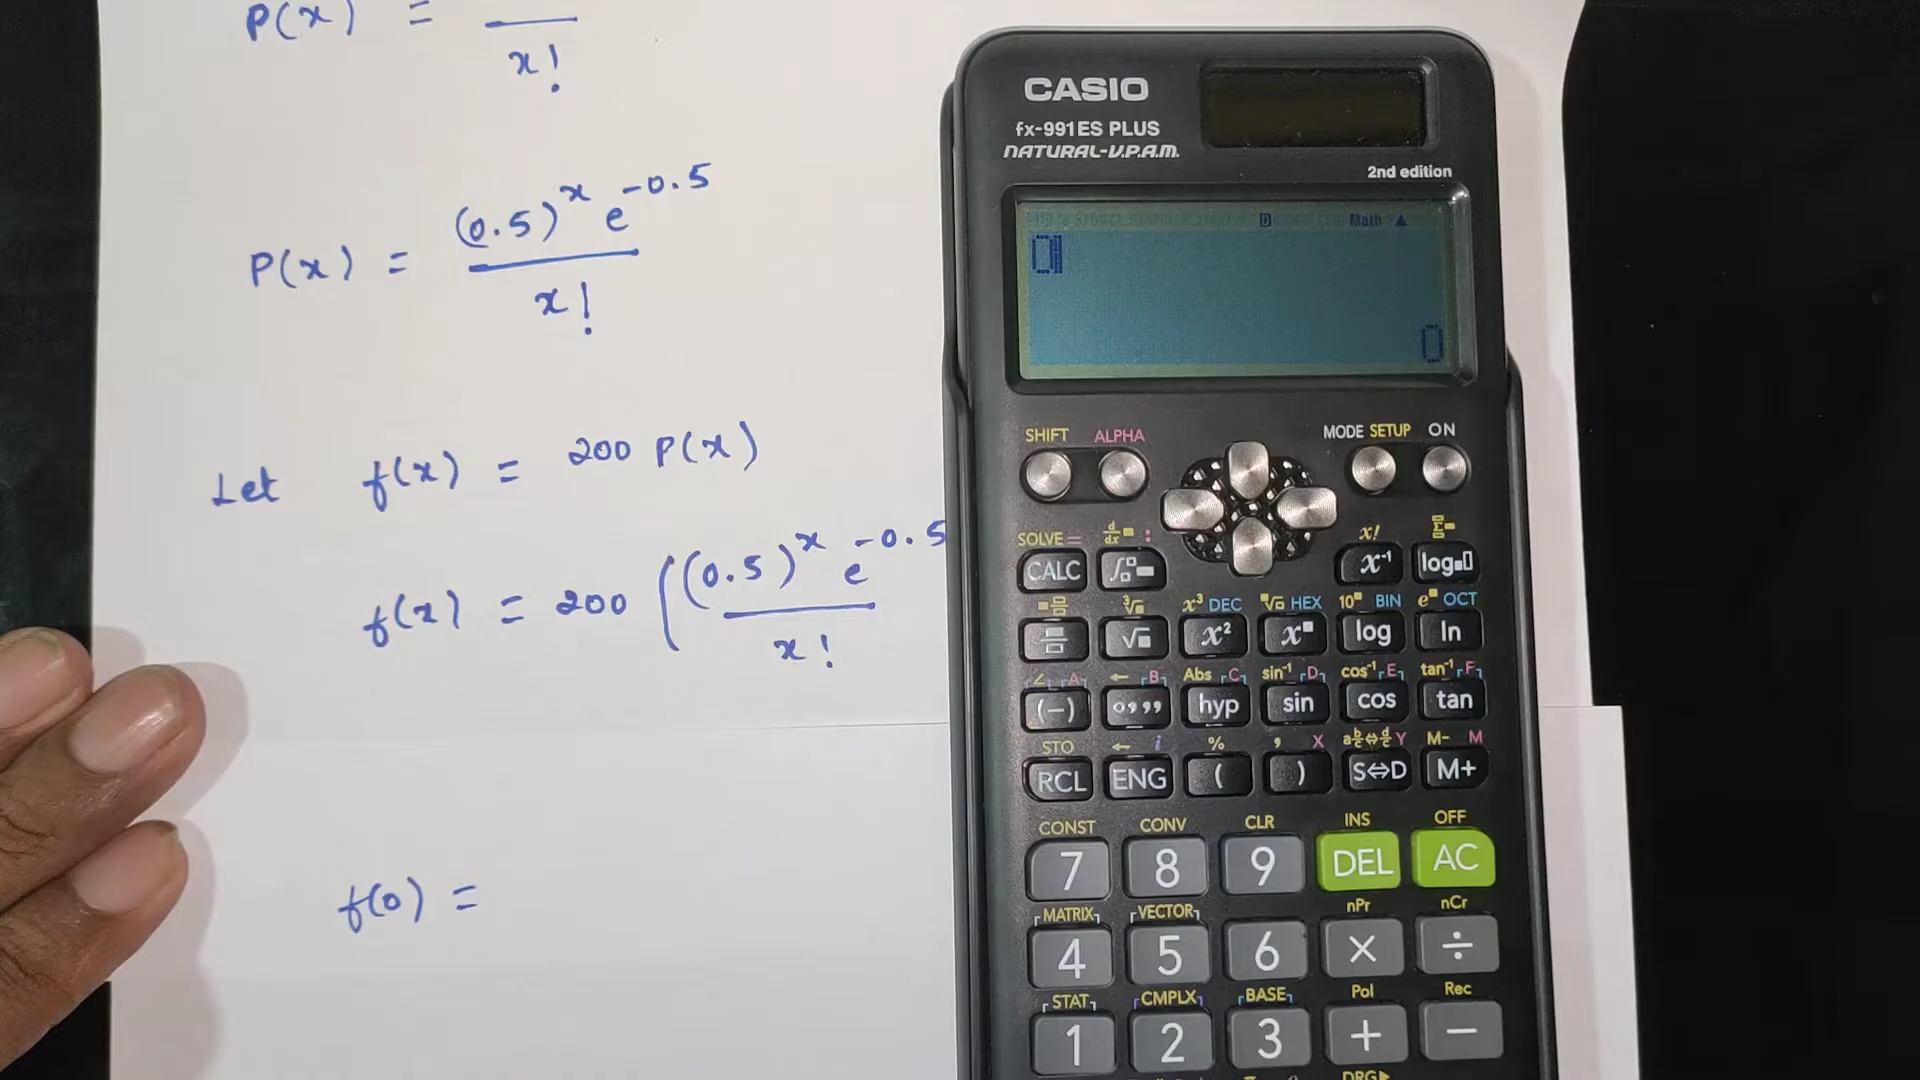 P(x) =
x!
P(x) = (0.5)^x e^-0.5
x!
Let f(x) = 200 P(x)
f(x) = 200 ((0.5)^x e^-0.5
x!
f(0) =
CASIO
fx-991ES PLUS
NATURAL-V.P.A.M.
2nd edition
D Math ▲
0
SHIFT ALPHA MODE SETUP ON
SOLVE = d/dx : x! Σ
CALC ∫ x⁻¹ log
³√ x³ DEC √ HEX 10 BIN e OCT
√ x² x log ln
∠ A ← B Abs C sin⁻¹ D cos⁻¹ E tan⁻¹ F
(−) °,,, hyp sin cos tan
STO ← i % , X a b/c⇔d/c Y M− M
RCL ENG ( ) S⇔D M+
CONST CONV CLR INS OFF
7 8 9 DEL AC
MATRIX VECTOR nPr nCr
4 5 6 × ÷
STAT CMPLX BASE Pol Rec
1 2 3 + −
DRG▶